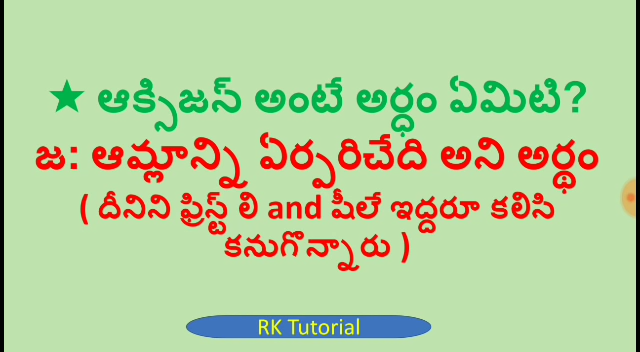 ★ ఆక్సిజన్ అంటే అర్ధం ఏమిటి?
జ: ఆమ్లాన్ని ఏర్పరిచేది అని అర్థం
( దీనిని ఫ్రిస్ట్ లి and షీలే ఇద్దరూ కలిసి
కనుగొన్నారు )
RK Tutorial